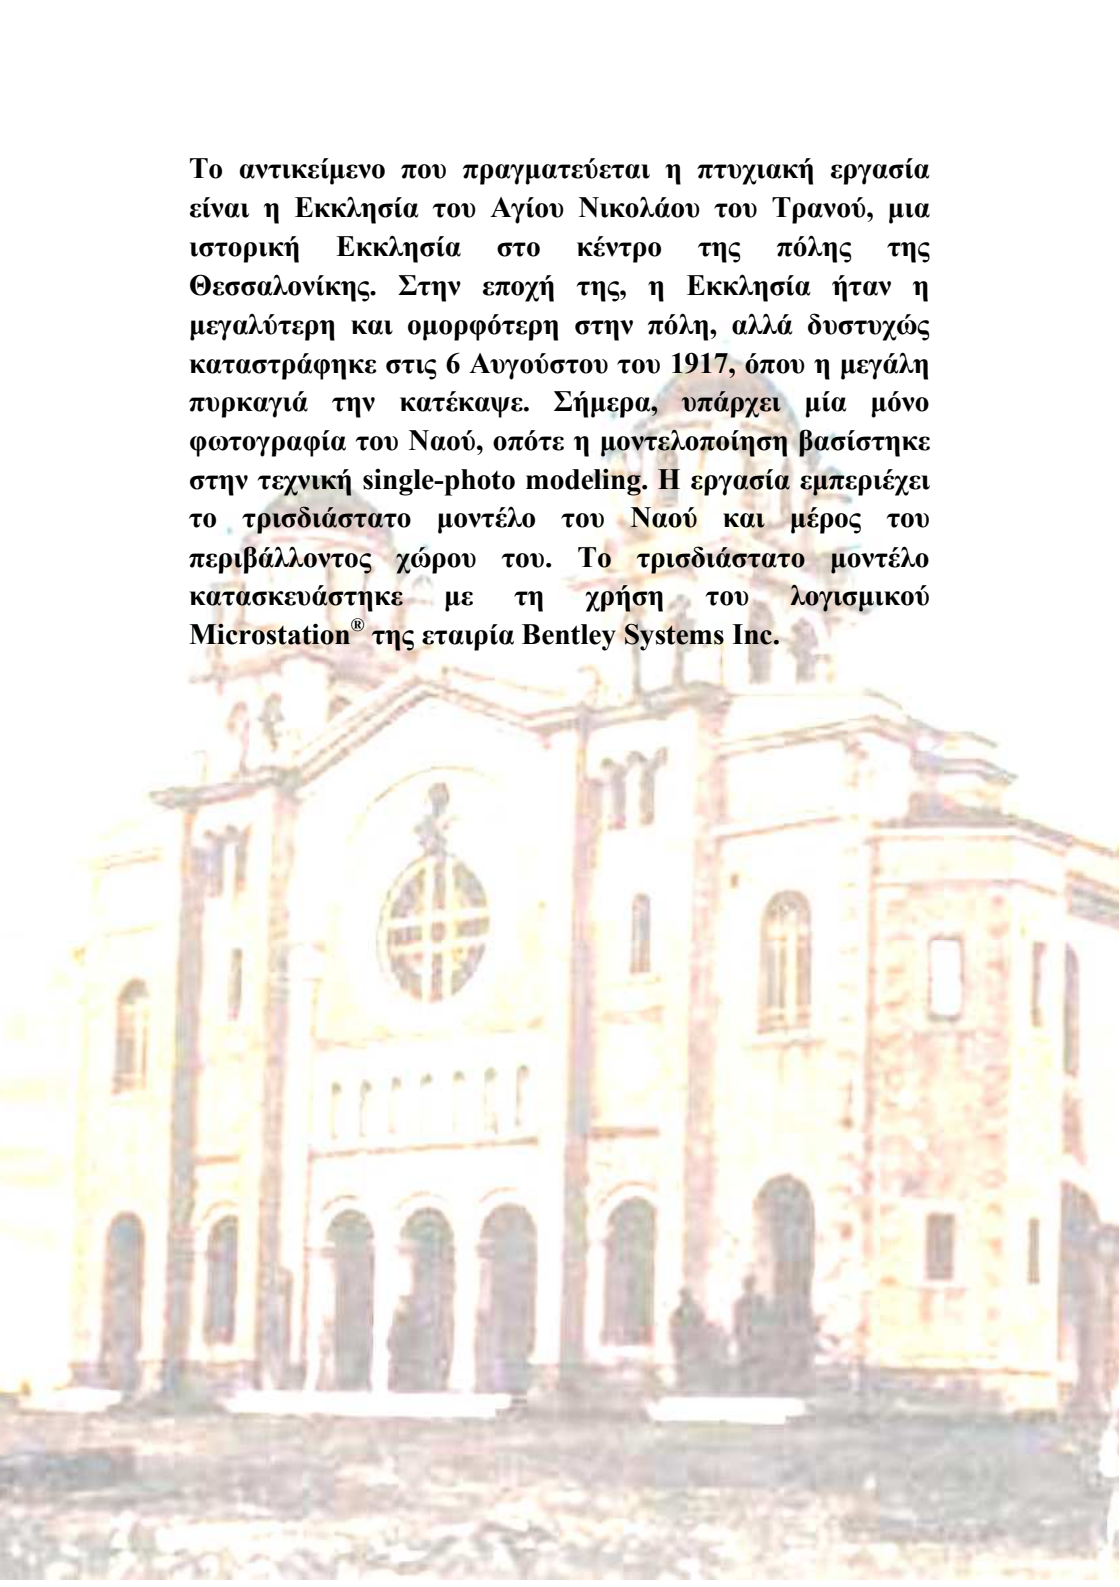 Το αντικείμενο που πραγματεύεται η πτυχιακή εργασία
είναι η Εκκλησία του Αγίου Νικολάου του Τρανού, μια
ιστορική Εκκλησία στο κέντρο της πόλης της
Θεσσαλονίκης. Στην εποχή της, η Εκκλησία ήταν η
μεγαλύτερη και ομορφότερη στην πόλη, αλλά δυστυχώς
καταστράφηκε στις 6 Αυγούστου του 1917, όπου η μεγάλη
πυρκαγιά την κατέκαψε. Σήμερα, υπάρχει μία μόνο
φωτογραφία του Ναού, οπότε η μοντελοποίηση βασίστηκε
στην τεχνική single-photo modeling. Η εργασία εμπεριέχει
το τρισδιάστατο μοντέλο του Ναού και μέρος του
περιβάλλοντος χώρου του. Το τρισδιάστατο μοντέλο
κατασκευάστηκε με τη χρήση του λογισμικού
Microstation® της εταιρία Bentley Systems Inc.